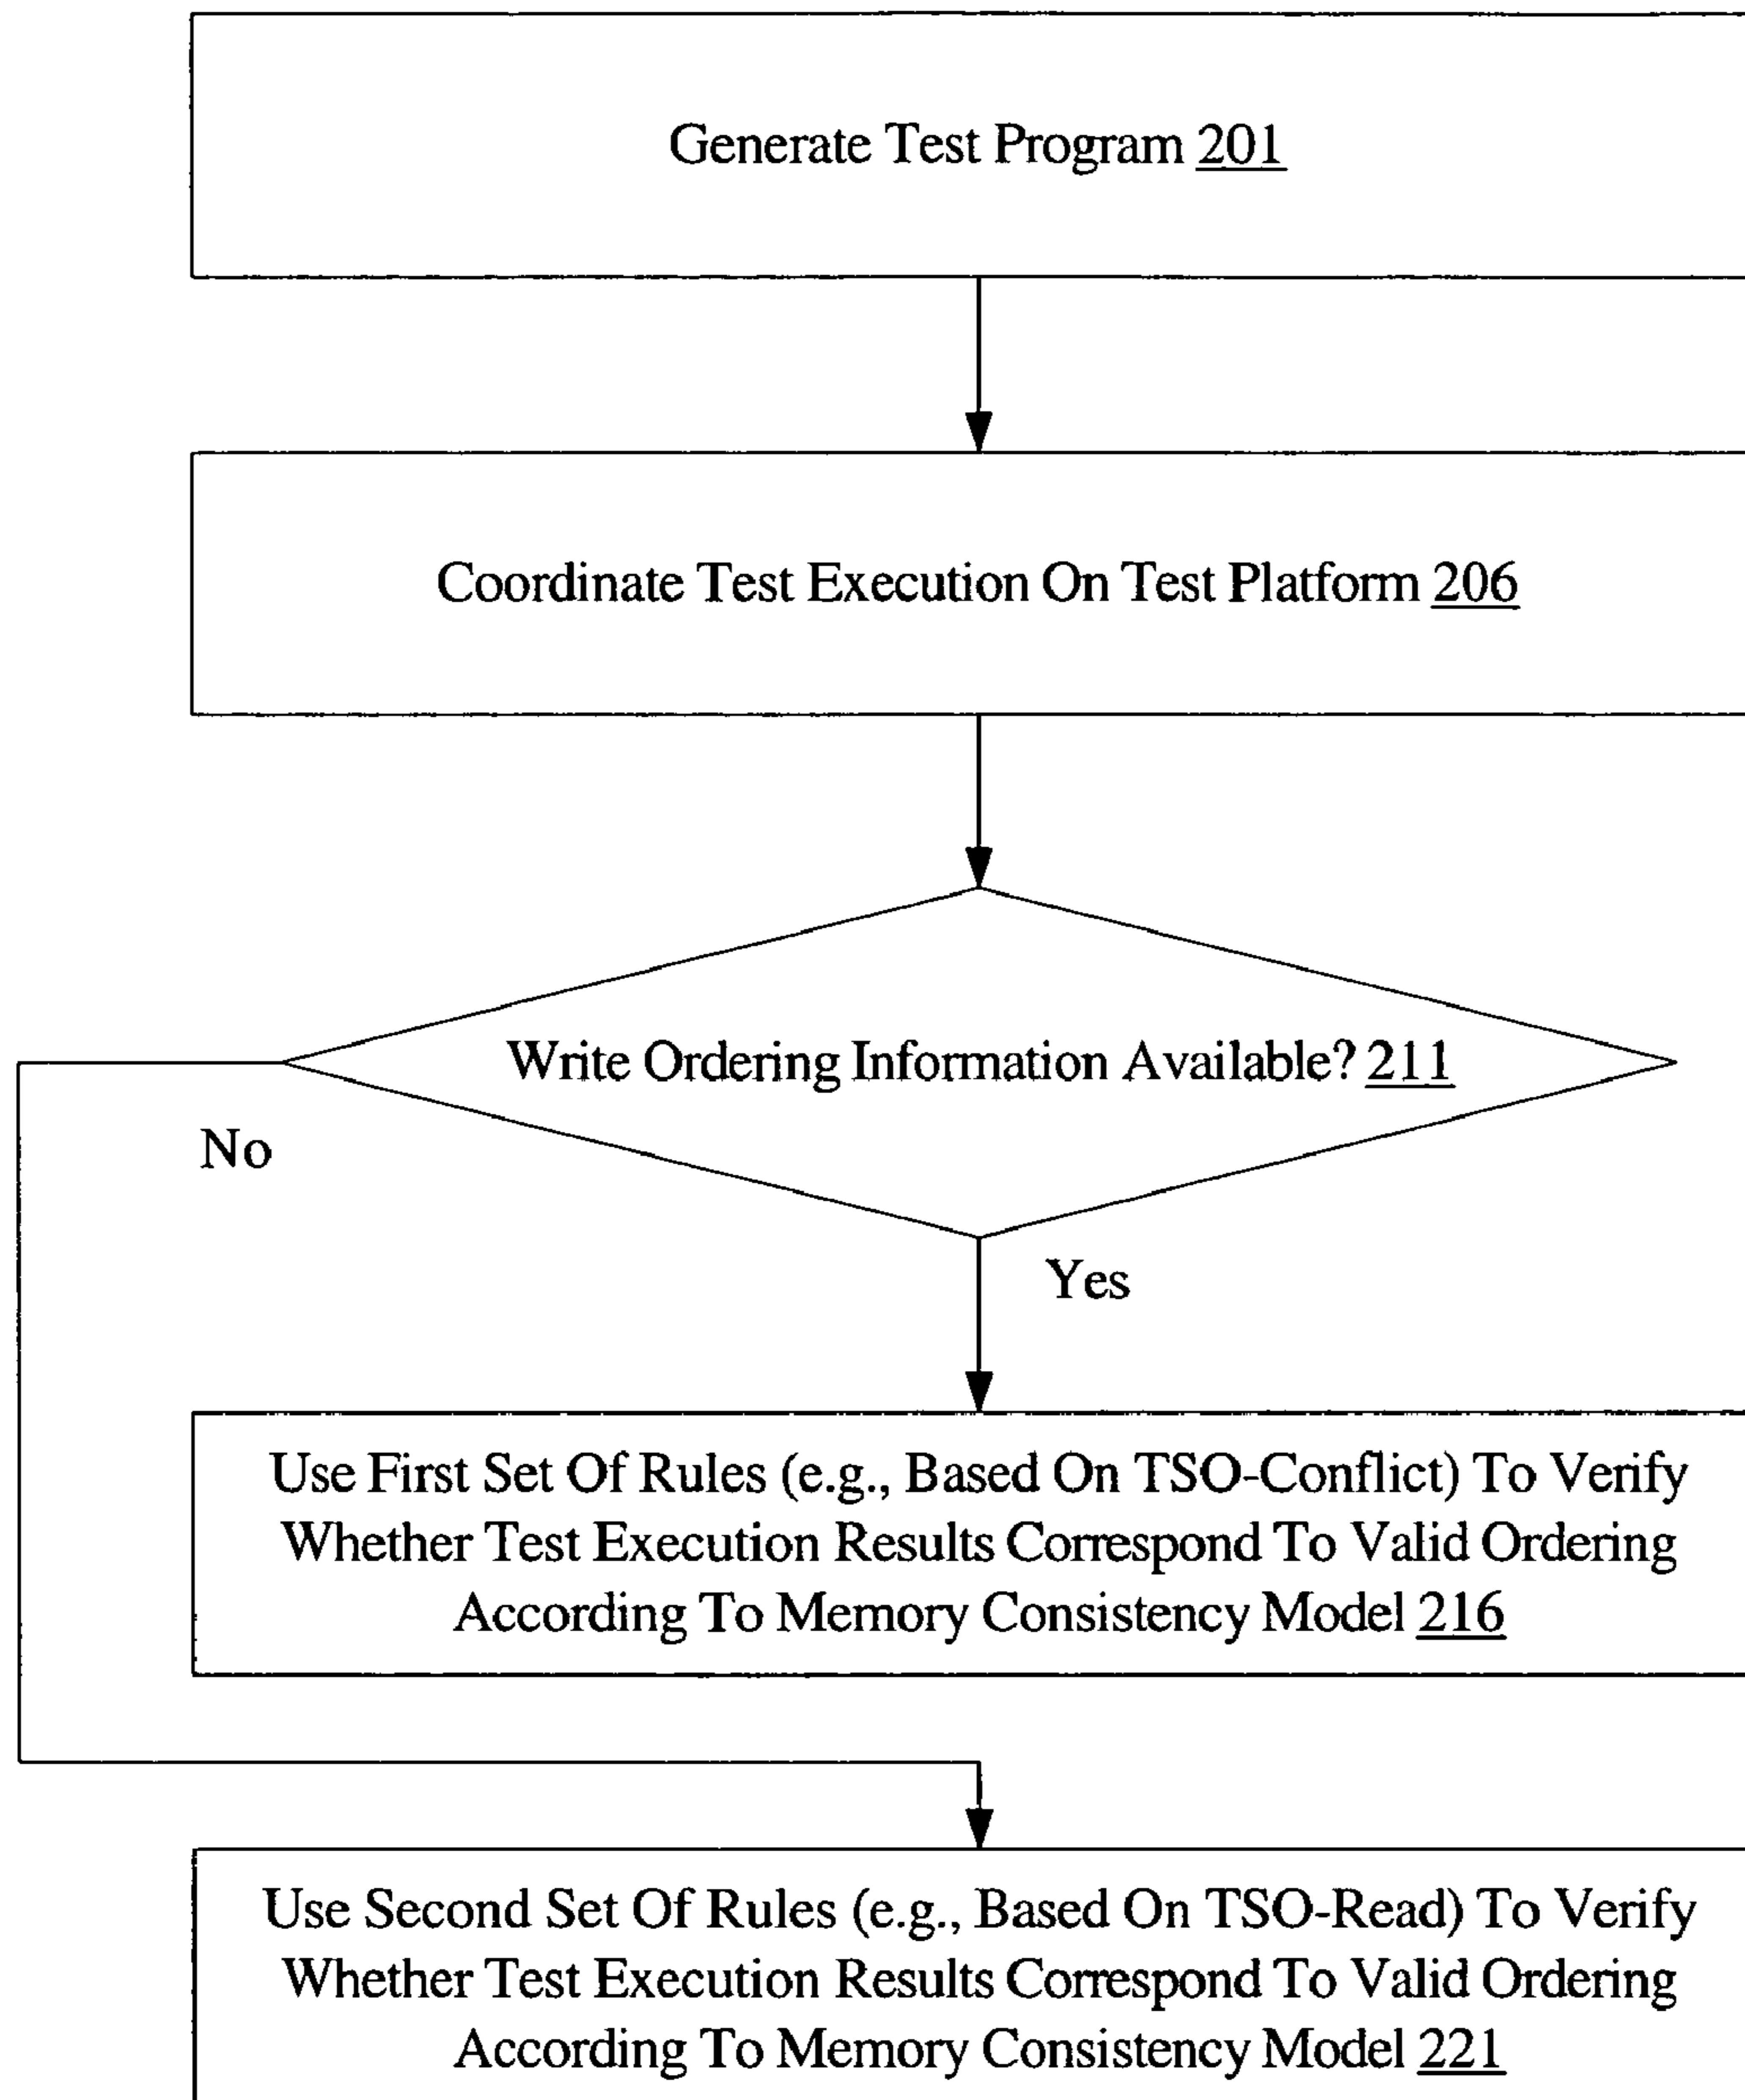 Generate Test Program 201
Coordinate Test Execution On Test Platform 206
Write Ordering Information Available? 211
No
Yes
Use First Set Of Rules (e.g., Based On TSO-Conflict) To Verify
Whether Test Execution Results Correspond To Valid Ordering
According To Memory Consistency Model 216
Use Second Set Of Rules (e.g., Based On TSO-Read) To Verify
Whether Test Execution Results Correspond To Valid Ordering
According To Memory Consistency Model 221